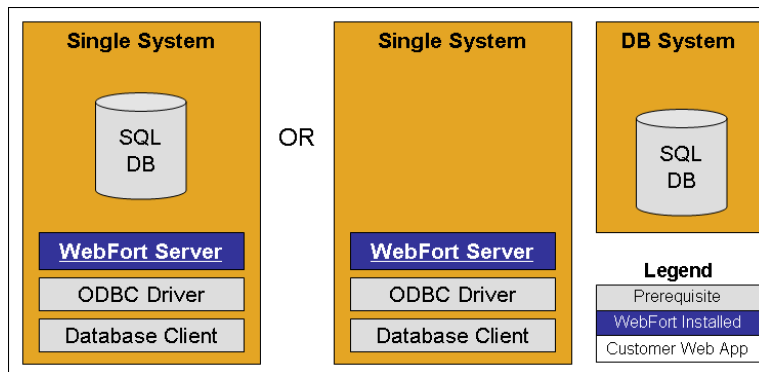 Single System
SQL
DB
WebFort Server
ODBC Driver
Database Client
OR
Single System
WebFort Server
ODBC Driver
Database Client
DB System
SQL
DB
Legend
Prerequisite
WebFort Installed
Customer Web App